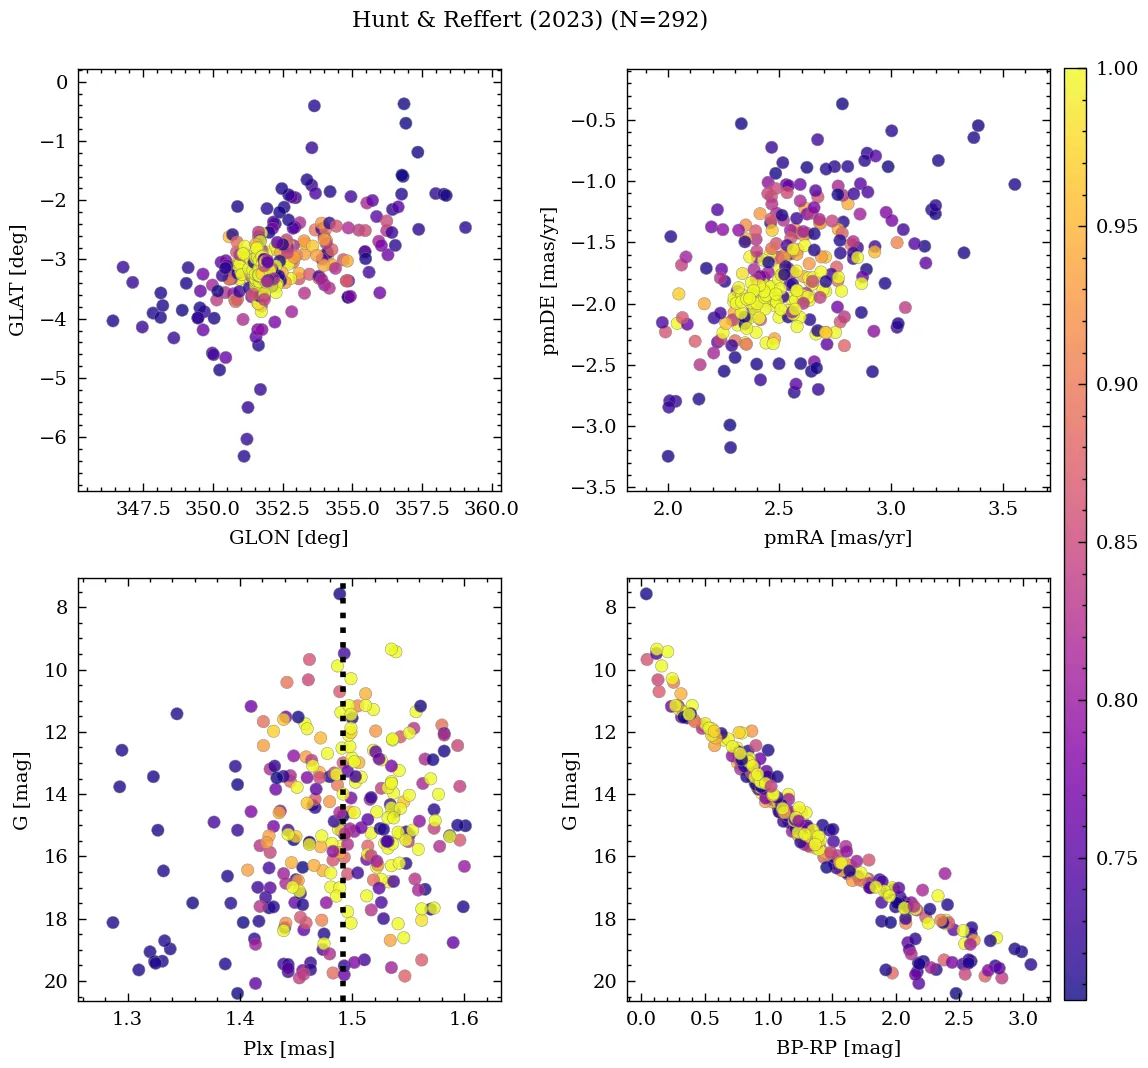 Hunt & Reffert (2023) (N=292)
0
−1
−2
−3
−4
−5
−6
GLAT [deg]
347.5 350.0 352.5 355.0 357.5 360.0
GLON [deg]
−0.5
−1.0
−1.5
−2.0
−2.5
−3.0
−3.5
pmDE [mas/yr]
2.0 2.5 3.0 3.5
pmRA [mas/yr]
8
10
12
14
16
18
20
G [mag]
1.3 1.4 1.5 1.6
Plx [mas]
8
10
12
14
16
18
20
G [mag]
0.0 0.5 1.0 1.5 2.0 2.5 3.0
BP-RP [mag]
1.00
0.95
0.90
0.85
0.80
0.75